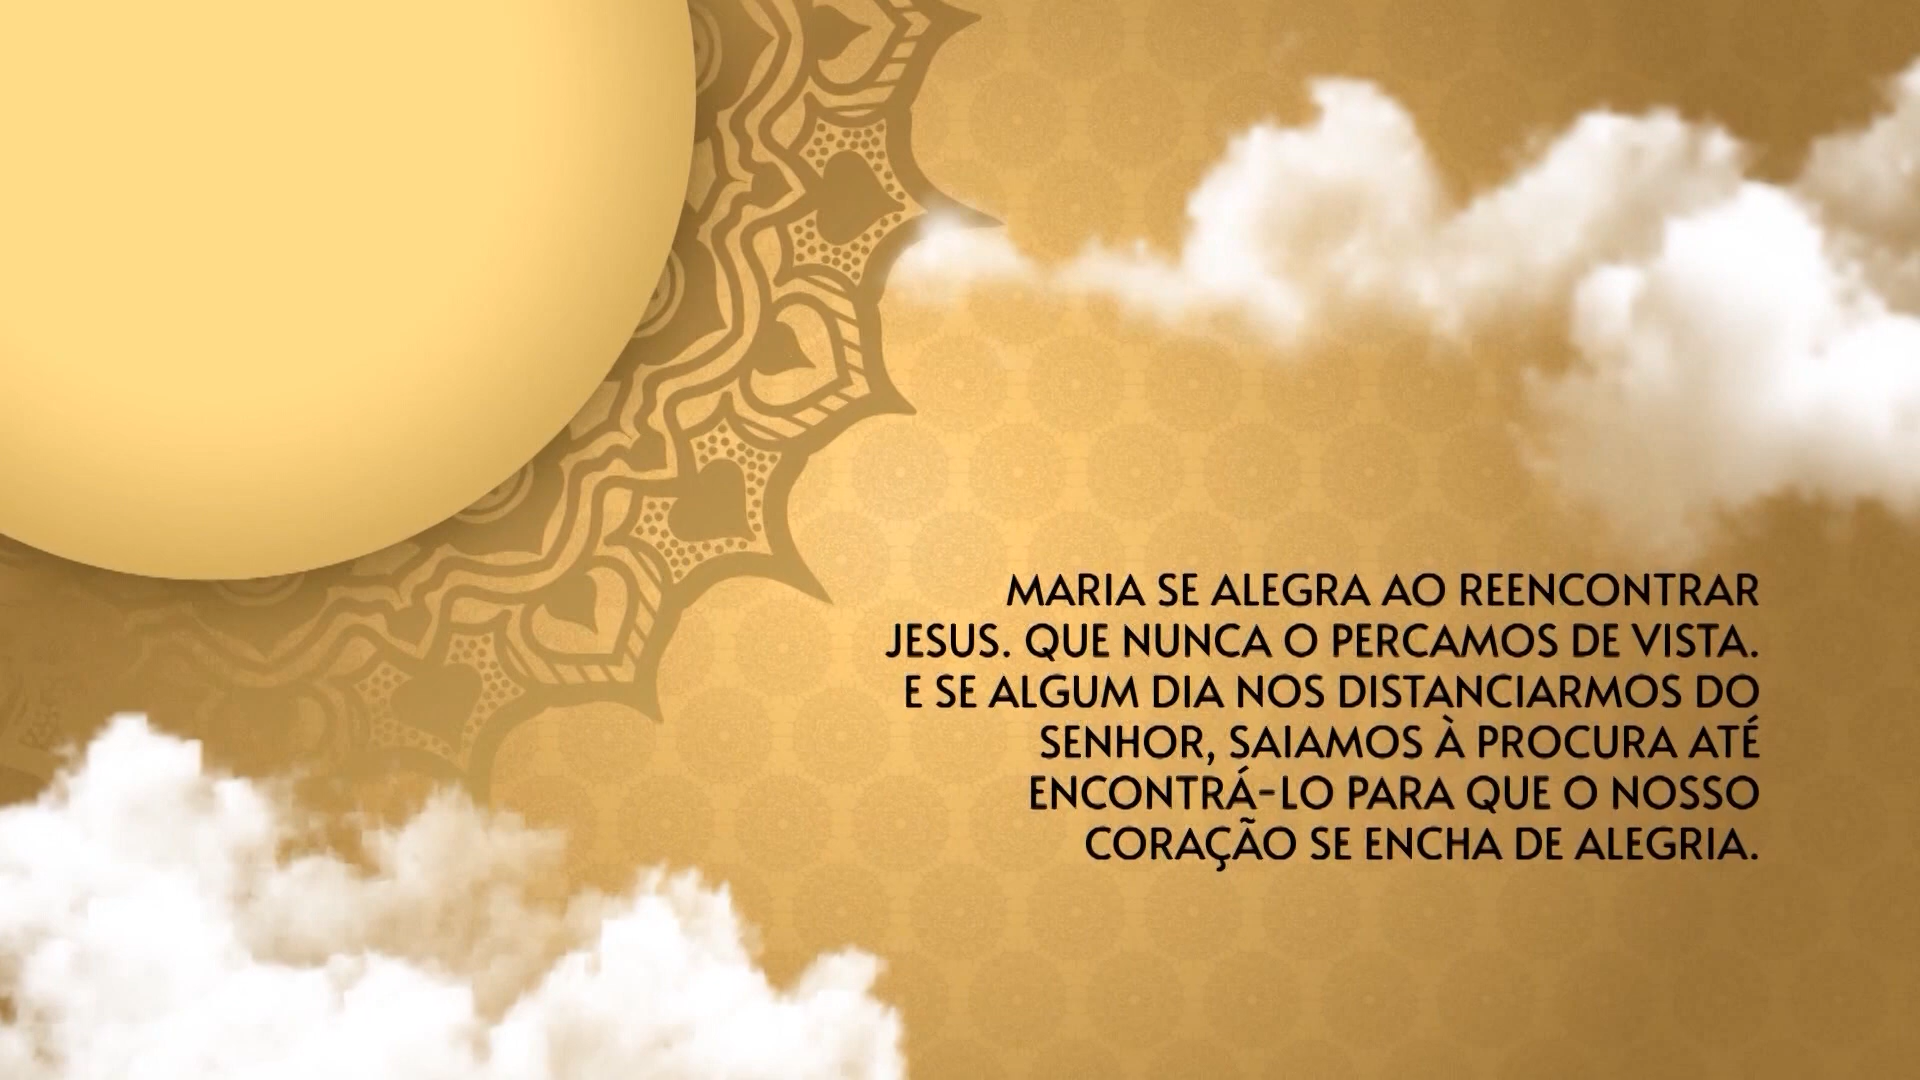 MARIA SE ALEGRA AO REENCONTRAR
JESUS. QUE NUNCA O PERCAMOS DE VISTA.
E SE ALGUM DIA NOS DISTANCIARMOS DO
SENHOR, SAIAMOS À PROCURA ATÉ
ENCONTRÁ-LO PARA QUE O NOSSO
CORAÇÃO SE ENCHA DE ALEGRIA.